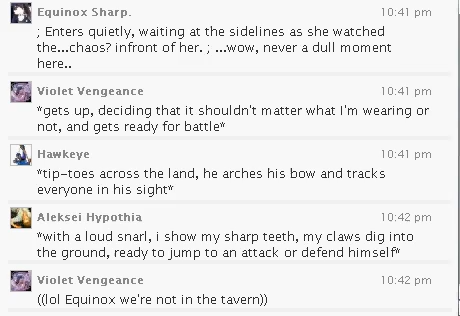 Equinox Sharp. 10:41 pm
; Enters quietly, waiting at the sidelines as she watched
the...chaos? infront of her. ; ...wow, never a dull moment
here..
Violet Vengeance 10:41 pm
*gets up, deciding that it shouldn't matter what I'm wearing or
not, and gets ready for battle*
Hawkeye 10:41 pm
*tip-toes across the land, he arches his bow and tracks
everyone in his sight*
Aleksei Hypothia 10:42 pm
*with a loud snarl, i show my sharp teeth, my claws dig into
the ground, ready to jump to an attack or defend himself*
Violet Vengeance 10:42 pm
((lol Equinox we're not in the tavern))